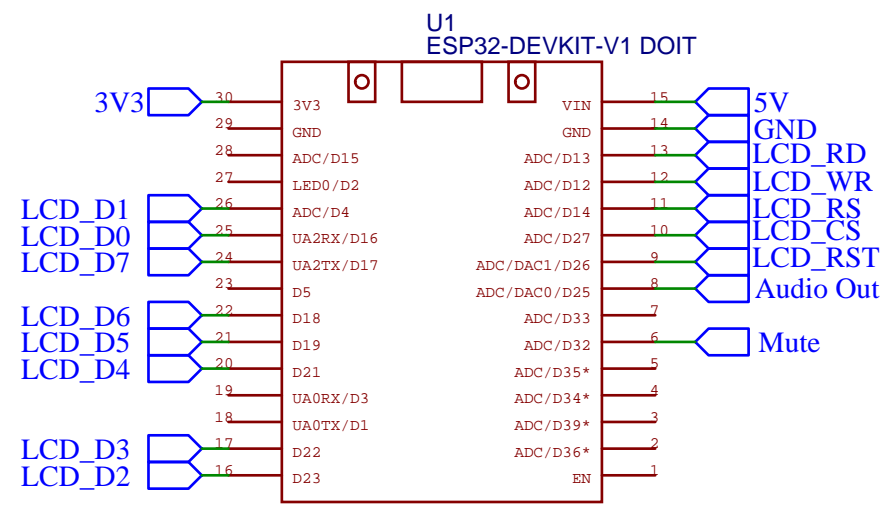 U1
ESP32-DEVKIT-V1 DOIT
3V3 30 3V3 VIN 15 5V
29 GND GND 14 GND
28 ADC/D15 ADC/D13 13 LCD_RD
27 LED0/D2 ADC/D12 12 LCD_WR
LCD_D1 26 ADC/D4 ADC/D14 11 LCD_RS
LCD_D0 25 UA2RX/D16 ADC/D27 10 LCD_CS
LCD_D7 24 UA2TX/D17 ADC/DAC1/D26 9 LCD_RST
23 D5 ADC/DAC0/D25 8 Audio Out
LCD_D6 22 D18 ADC/D33 7
LCD_D5 21 D19 ADC/D32 6 Mute
LCD_D4 20 D21 ADC/D35* 5
19 UA0RX/D3 ADC/D34* 4
18 UA0TX/D1 ADC/D39* 3
LCD_D3 17 D22 ADC/D36* 2
LCD_D2 16 D23 EN 1